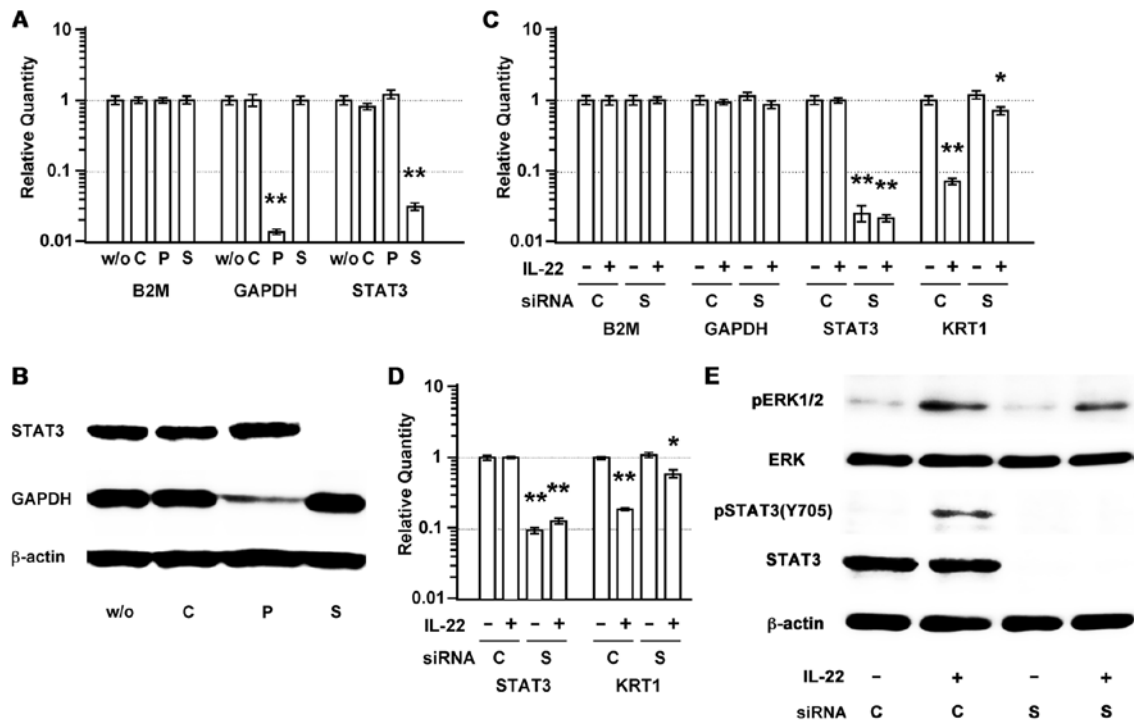 A
Relative Quantity
10
1
0.1
0.01
**
**
w/o C P S w/o C P S w/o C P S
B2M GAPDH STAT3
C
Relative Quantity
10
1
0.1
0.01
** ** ** *
IL-22 − + − + − + − + − + − + − + − +
siRNA C S C S C S C S
B2M GAPDH STAT3 KRT1
B
STAT3
GAPDH
β-actin
w/o C P S
D
Relative Quantity
10
1
0.1
0.01
** ** ** *
IL-22 − + − + − + − +
siRNA C S C S
STAT3 KRT1
E
pERK1/2
ERK
pSTAT3(Y705)
STAT3
β-actin
IL-22 − + − +
siRNA C C S S